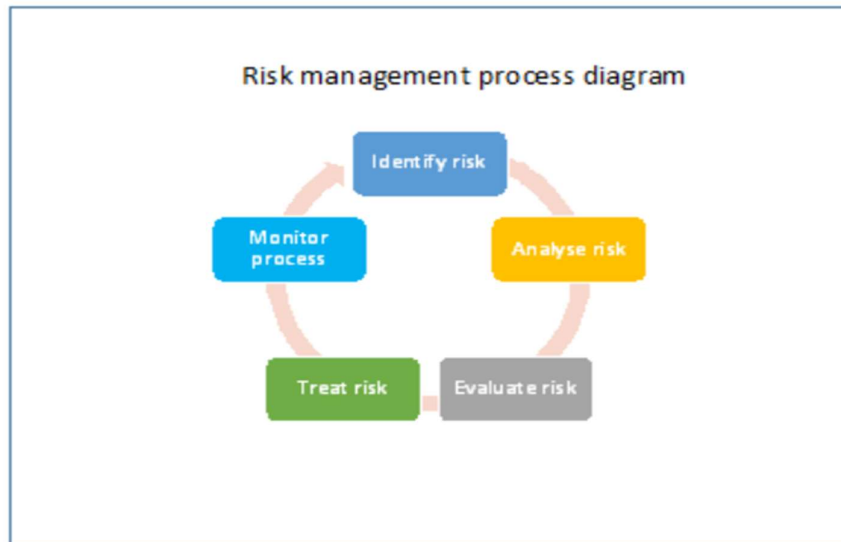 Risk management process diagram
Identify risk
Analyse risk
Evaluate risk
Treat risk
Monitor
process